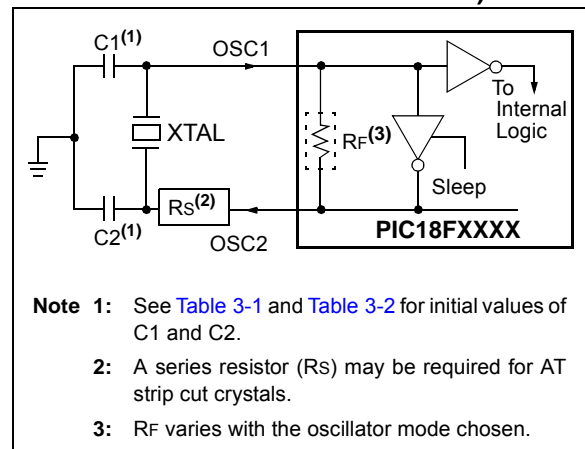 C1(1)
OSC1
To
Internal
Logic
XTAL
RF(3)
Sleep
RS(2)
C2(1)
OSC2
PIC18FXXXX
Note 1: See Table 3-1 and Table 3-2 for initial values of
C1 and C2.
2: A series resistor (RS) may be required for AT
strip cut crystals.
3: RF varies with the oscillator mode chosen.